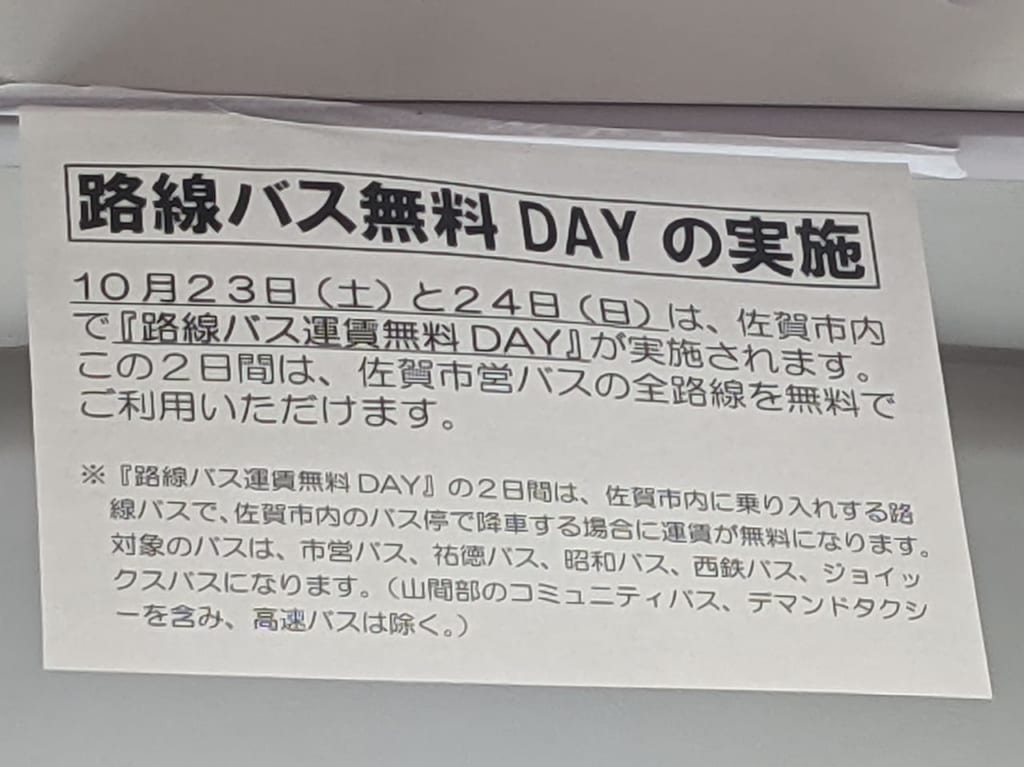 路線バス無料 DAY の実施
10月23日（土）と24日（日）は、佐賀市内
で『路線バス運賃無料 DAY』が実施されます。
この2日間は、佐賀市営バスの全路線を無料で
ご利用いただけます。
※『路線バス運賃無料 DAY』の2日間は、佐賀市内に乗り入れする路
線バスで、佐賀市内のバス停で降車する場合に運賃が無料になります。
対象のバスは、市営バス、祐徳バス、昭和バス、西鉄バス、ジョイッ
クスバスになります。（山間部のコミュニティバス、デマンドタクシ
ーを含み、高速バスは除く。）